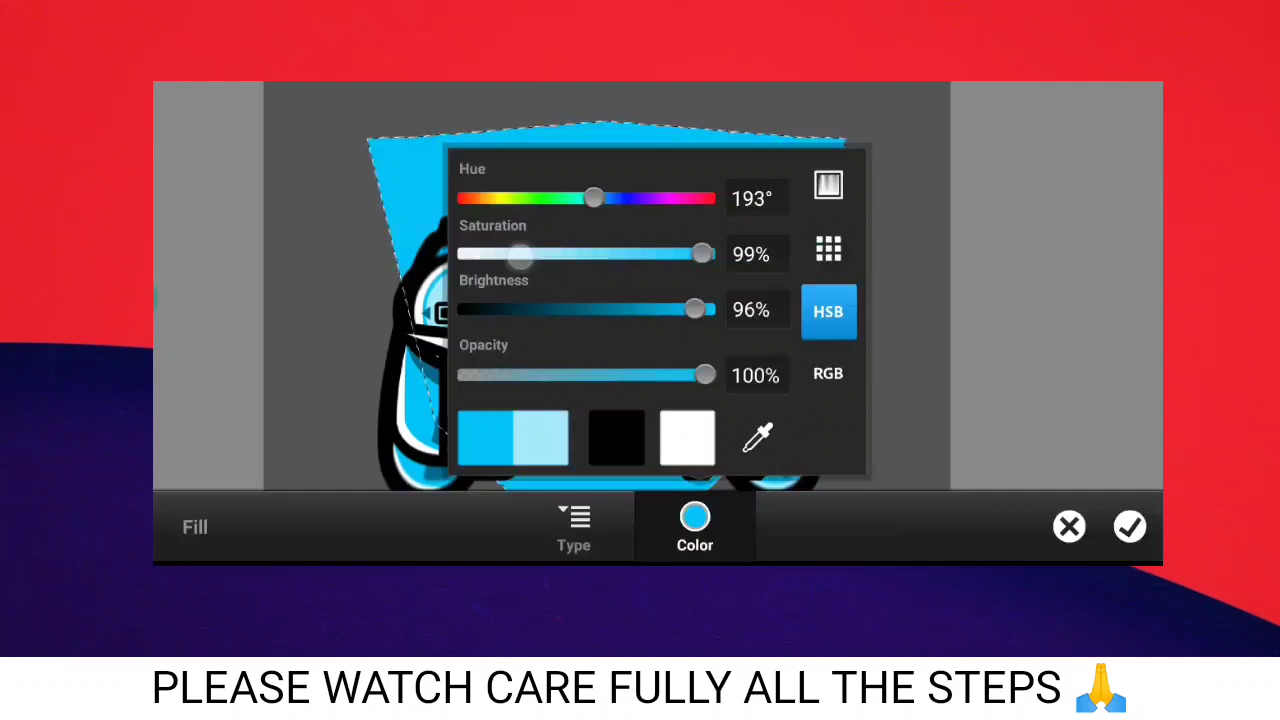 Hue
193°
Saturation
99%
Brightness
96%
HSB
Opacity
100%
RGB
Fill
Type
Color
PLEASE WATCH CARE FULLY ALL THE STEPS 🙏